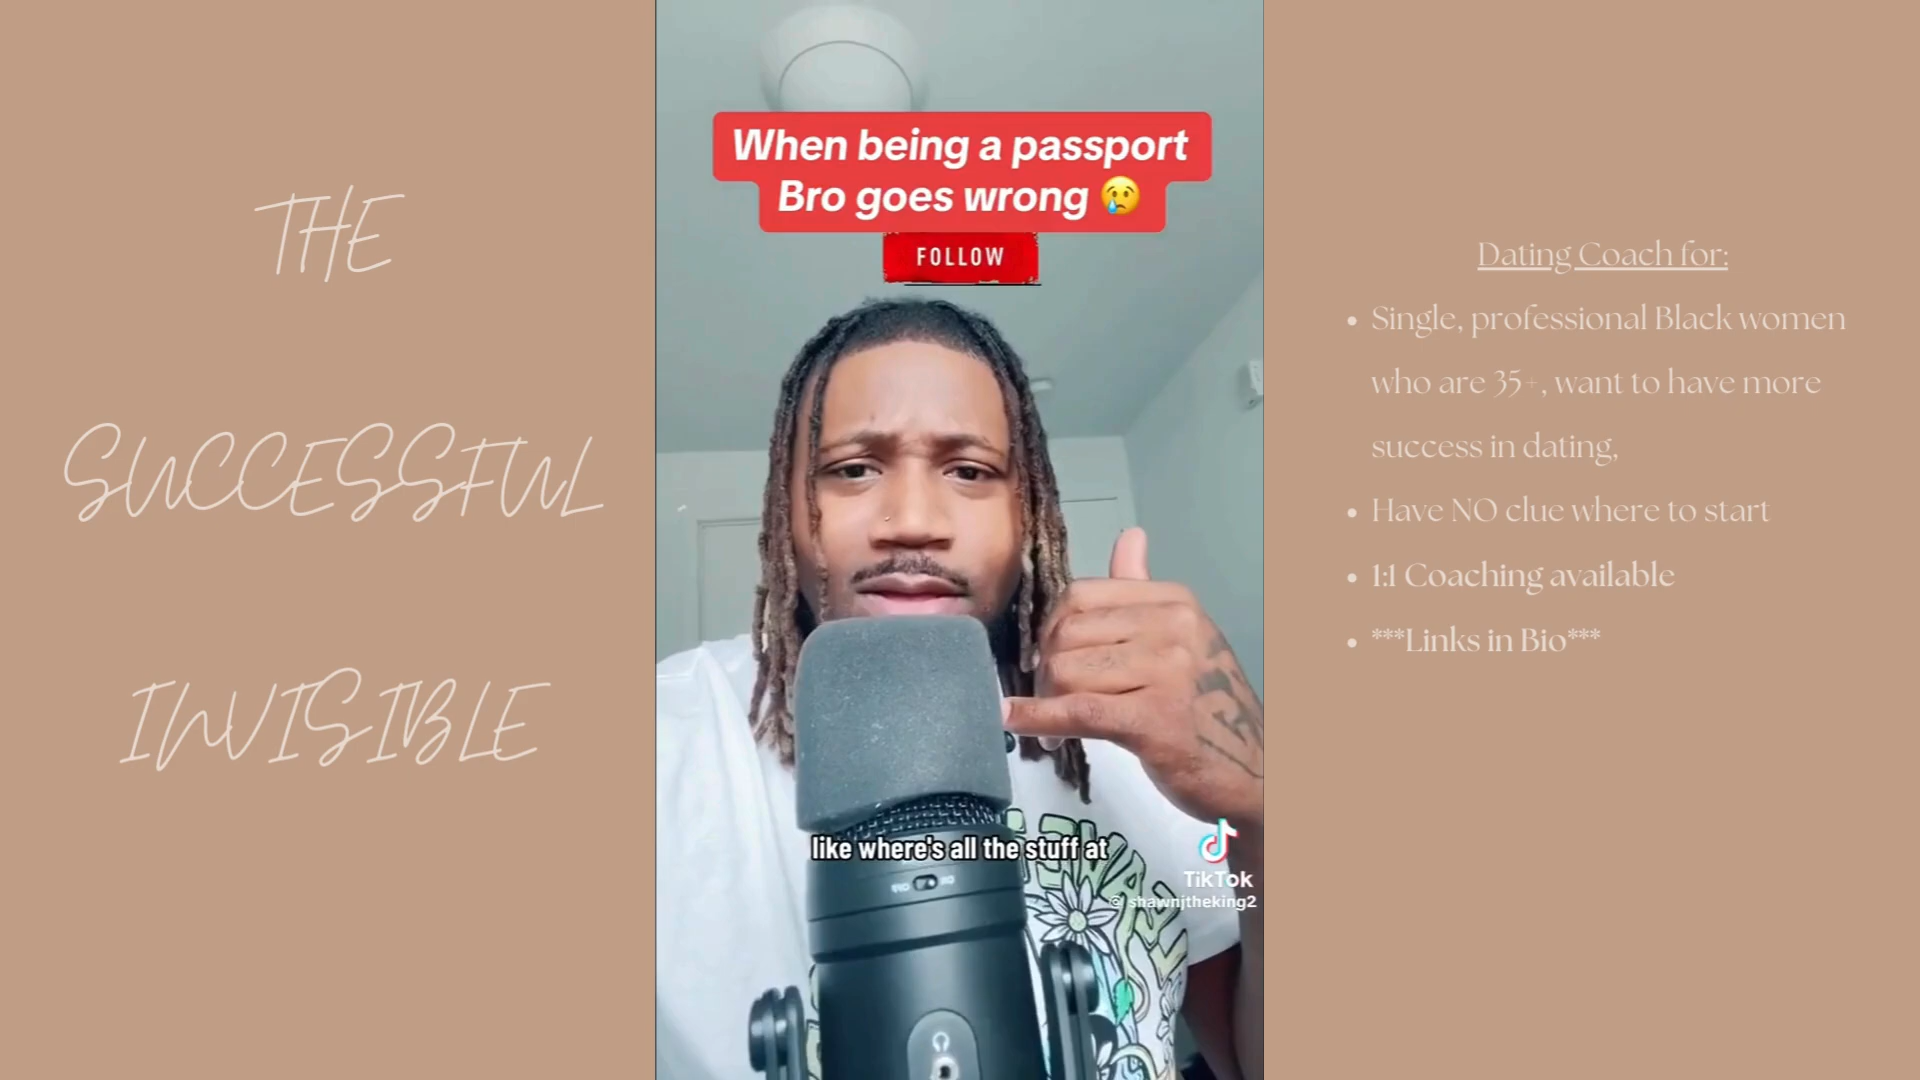 THE
SUCCESSFUL
INVISIBLE
When being a passport
Bro goes wrong 😢
FOLLOW
like where's all the stuff at
TikTok
@ shawnjtheking2
Dating Coach for:
• Single, professional Black women
who are 35+, want to have more
success in dating,
• Have NO clue where to start
• 1:1 Coaching available
• ***Links in Bio***